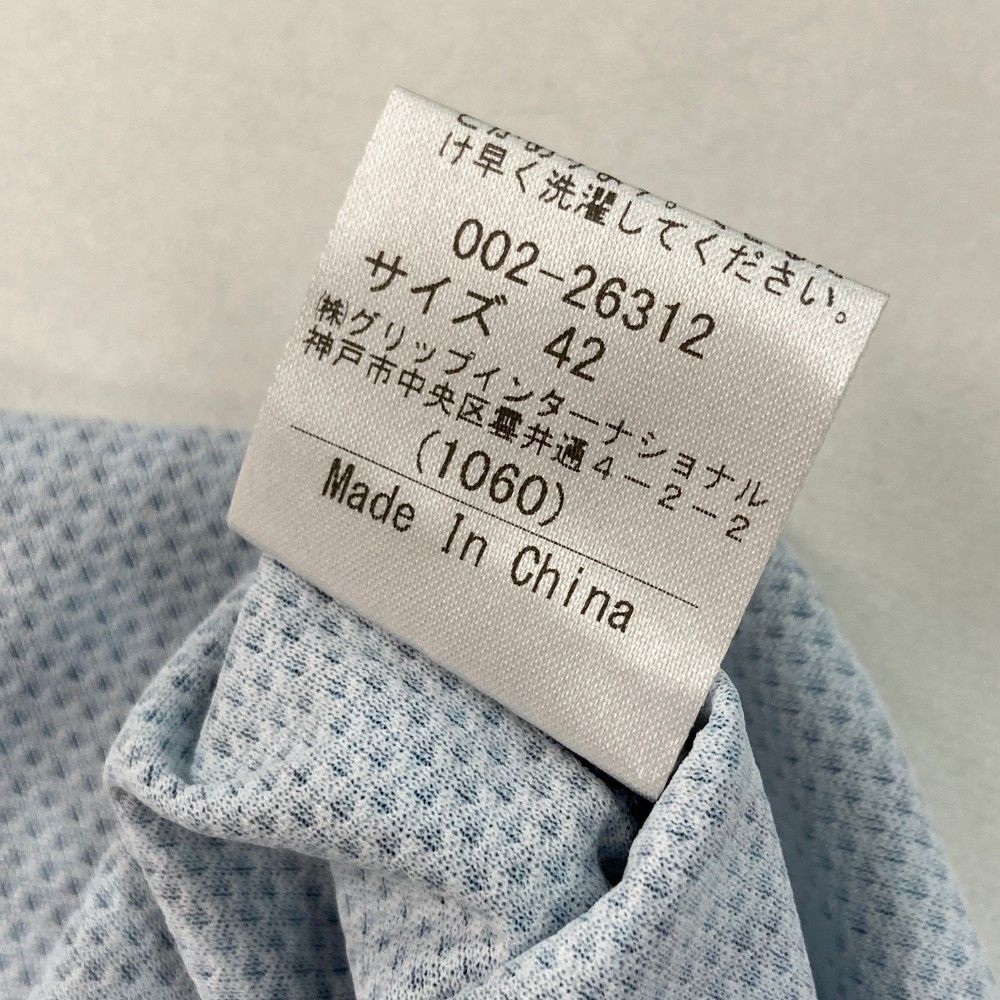 け早く洗濯してください。
002-26312
サイズ 42
(株)グリップインターナショナル
神戸市中央区雲井通4-2-2
(1060)
Made In China